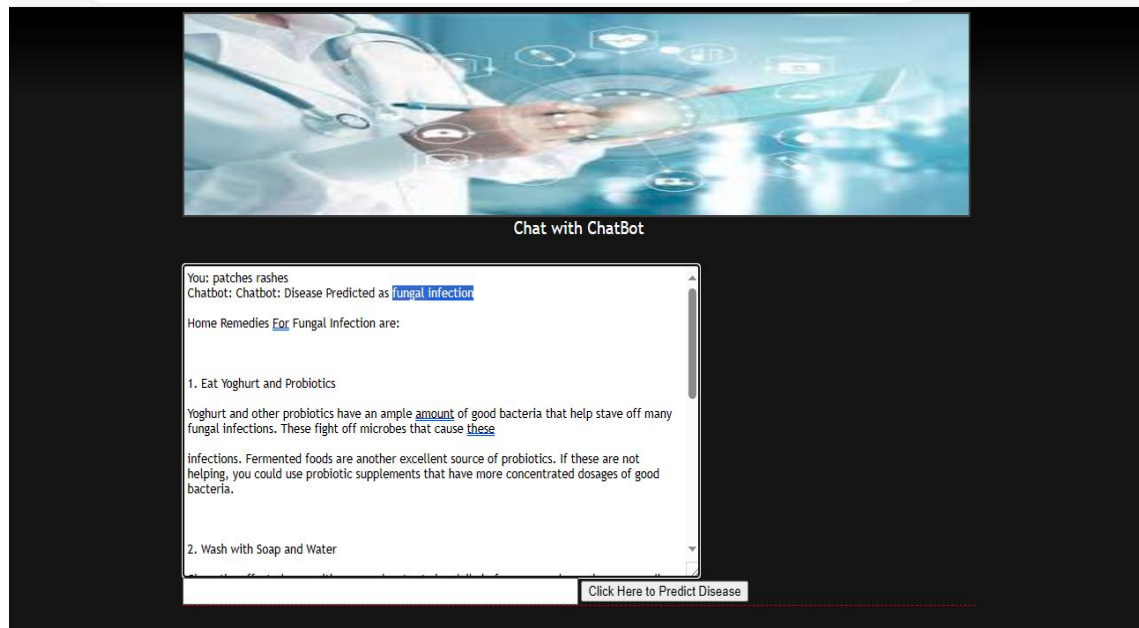 Chat with ChatBot
You: patches rashes
Chatbot: Chatbot: Disease Predicted as fungal infection
Home Remedies For Fungal Infection are:
1. Eat Yoghurt and Probiotics
Yoghurt and other probiotics have an ample amount of good bacteria that help stave off many
fungal infections. These fight off microbes that cause these
infections. Fermented foods are another excellent source of probiotics. If these are not
helping, you could use probiotic supplements that have more concentrated dosages of good
bacteria.
2. Wash with Soap and Water
Click Here to Predict Disease